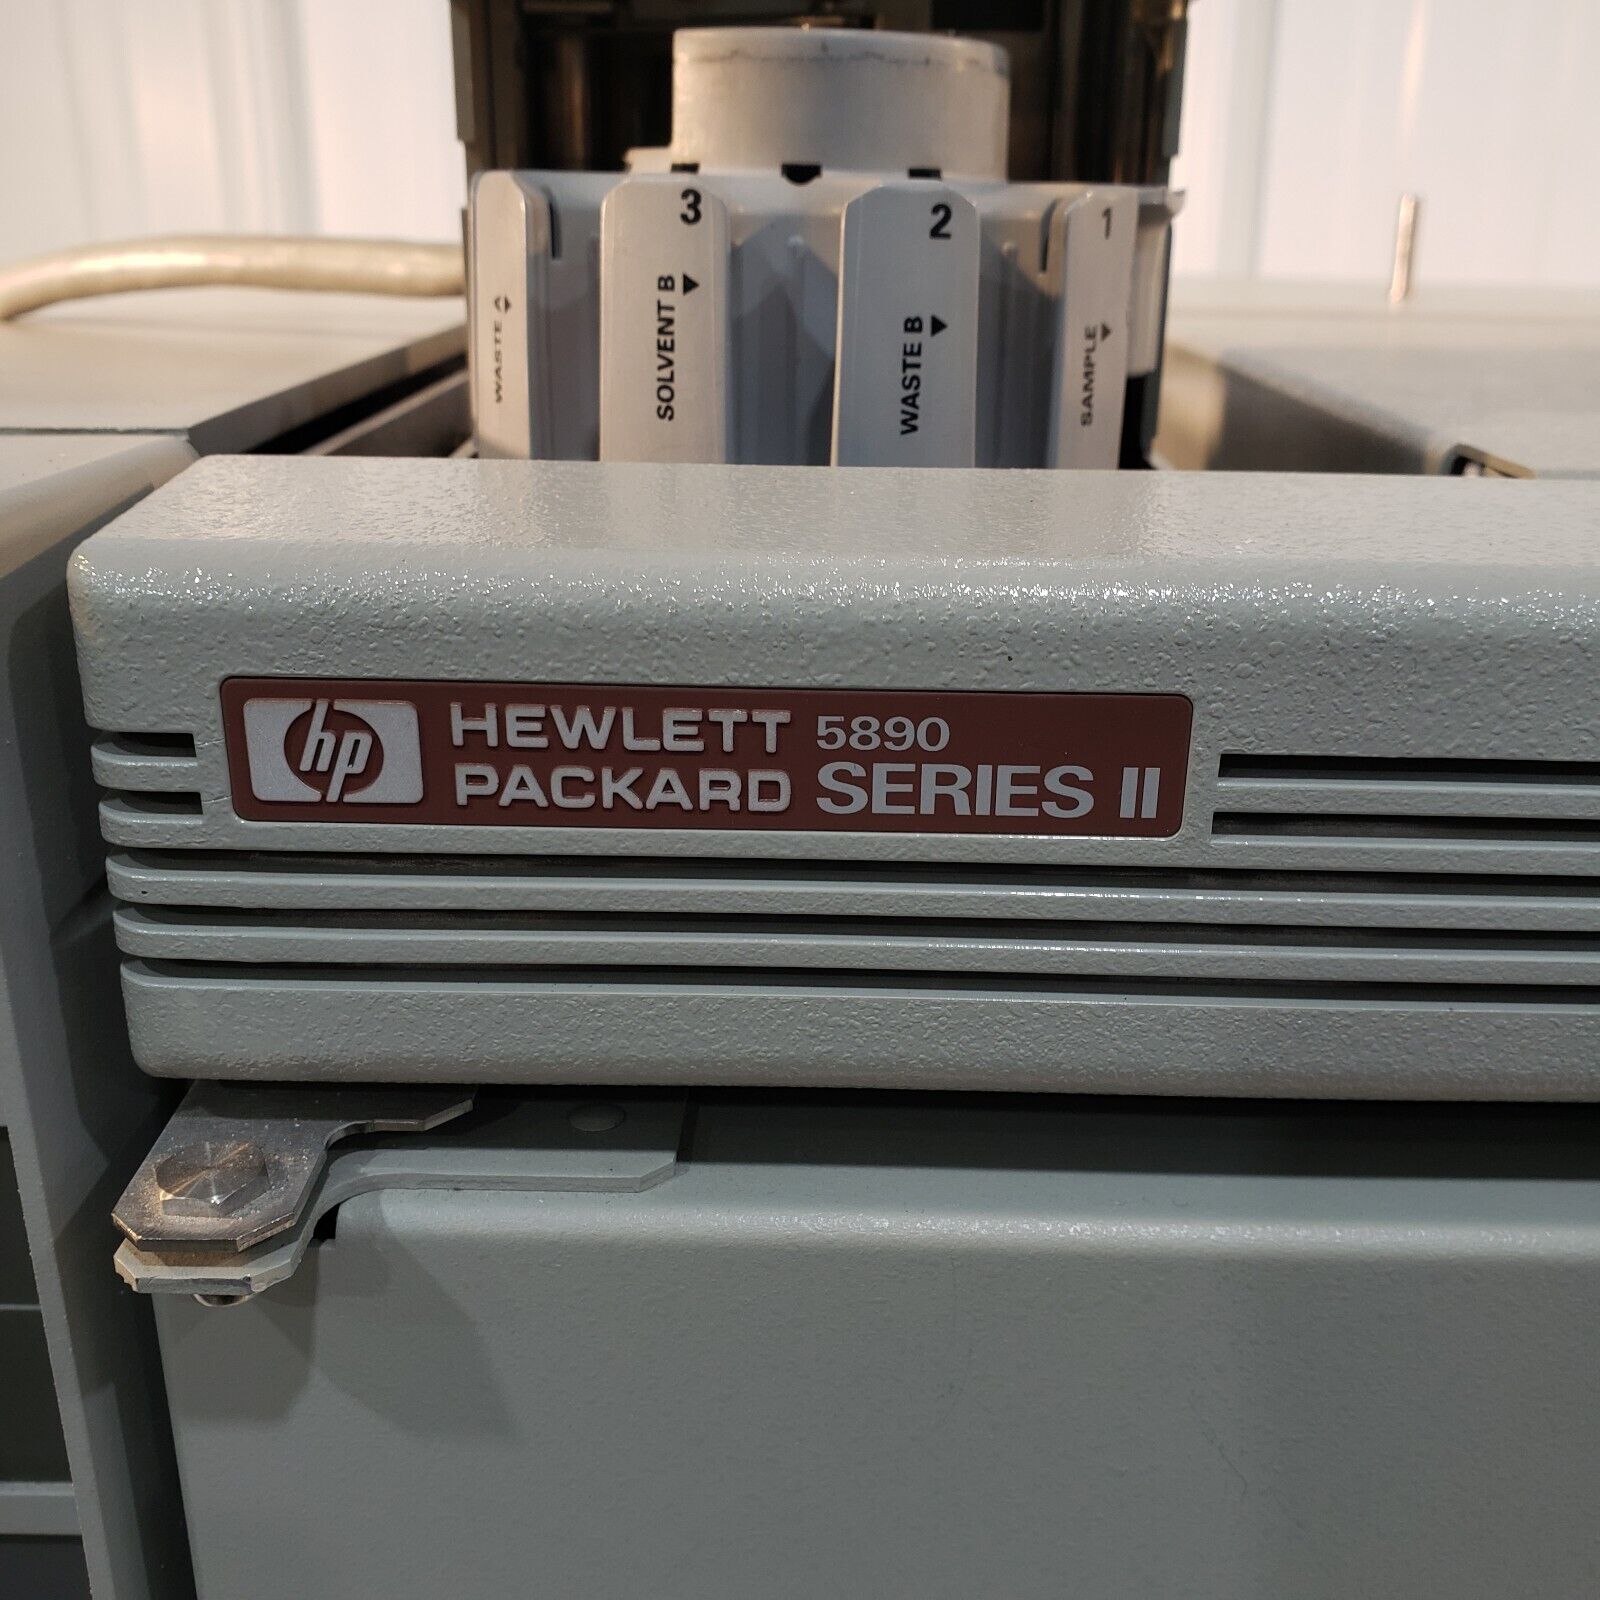 3
2
1
WASTE
SOLVENT B
WASTE B
SAMPLE
hp
HEWLETT
PACKARD
5890
SERIES II